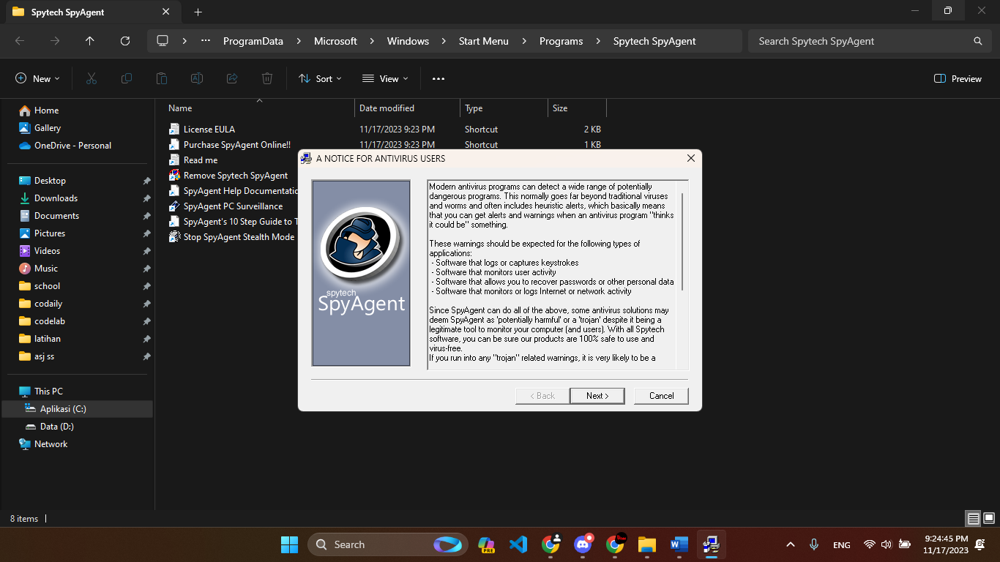 Spytech SpyAgent
ProgramData > Microsoft > Windows > Start Menu > Programs > Spytech SpyAgent
Search Spytech SpyAgent
New
Sort
View
Preview
Home
Gallery
OneDrive - Personal
Desktop
Downloads
Documents
Pictures
Videos
Music
school
codaily
codelab
latihan
asj ss
This PC
Aplikasi (C:)
Data (D:)
Network
Name Date modified Type Size
License EULA 11/17/2023 9:23 PM Shortcut 2 KB
Purchase SpyAgent Online!! 11/17/2023 9:23 PM Shortcut 1 KB
Read me
Remove Spytech SpyAgent
SpyAgent Help Documentatic
SpyAgent PC Surveillance
SpyAgent's 10 Step Guide to T
Stop SpyAgent Stealth Mode
A NOTICE FOR ANTIVIRUS USERS
spytech
SpyAgent
Modern antivirus programs can detect a wide range of potentially
dangerous programs. This normally goes far beyond traditional viruses
and worms and often includes heuristic alerts, which basically means
that you can get alerts and warnings when an antivirus program "thinks
it could be" something.
These warnings should be expected for the following types of
applications:
- Software that logs or captures keystrokes
- Software that monitors user activity
- Software that allows you to recover passwords or other personal data
- Software that monitors or logs Internet or network activity
Since SpyAgent can do all of the above, some antivirus solutions may
deem SpyAgent as 'potentially harmful' or a 'trojan' despite it being a
legitimate tool to monitor your computer (and users). With all Spytech
software, you can be sure our products are 100% safe to use and
virus-free.
If you run into any "trojan" related warnings, it is very likely to be a
< Back
Next >
Cancel
8 items
Search
PRE
ENG
9:24:45 PM
11/17/2023